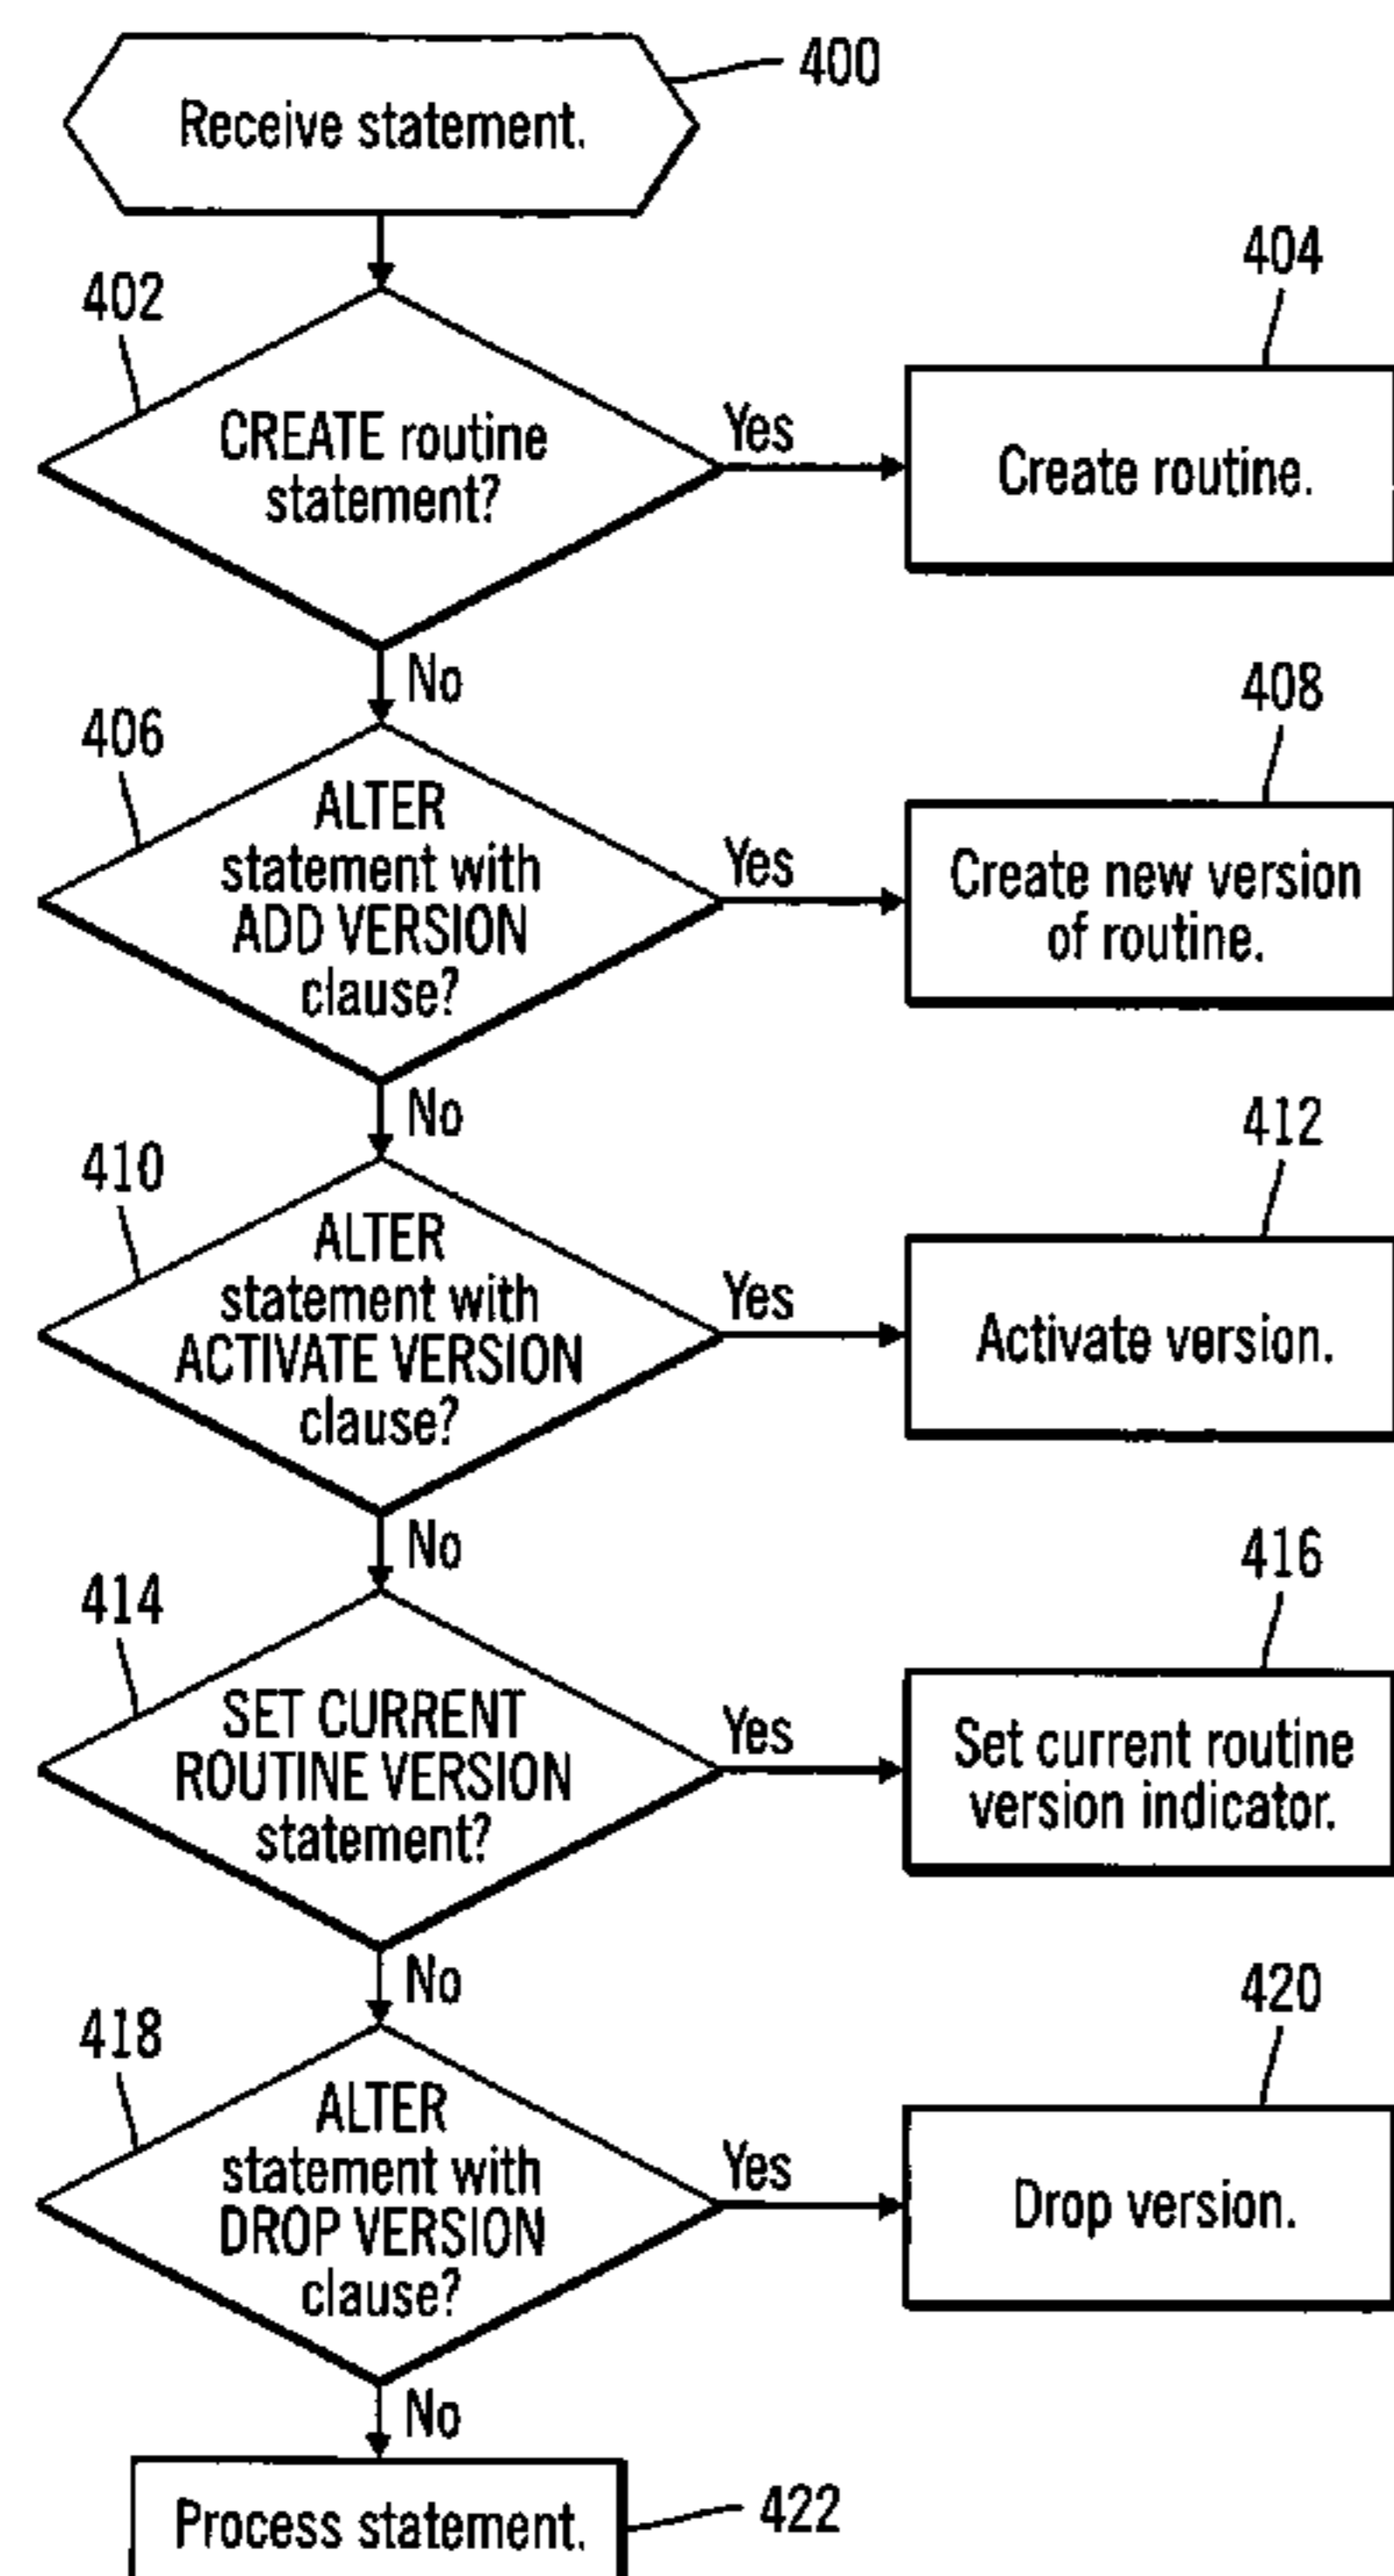 Receive statement.
400
402
CREATE routine
statement?
Yes
404
Create routine.
No
406
ALTER
statement with
ADD VERSION
clause?
Yes
408
Create new version
of routine.
No
410
ALTER
statement with
ACTIVATE VERSION
clause?
Yes
412
Activate version.
No
414
SET CURRENT
ROUTINE VERSION
statement?
Yes
416
Set current routine
version indicator.
No
418
ALTER
statement with
DROP VERSION
clause?
Yes
420
Drop version.
No
Process statement.
422